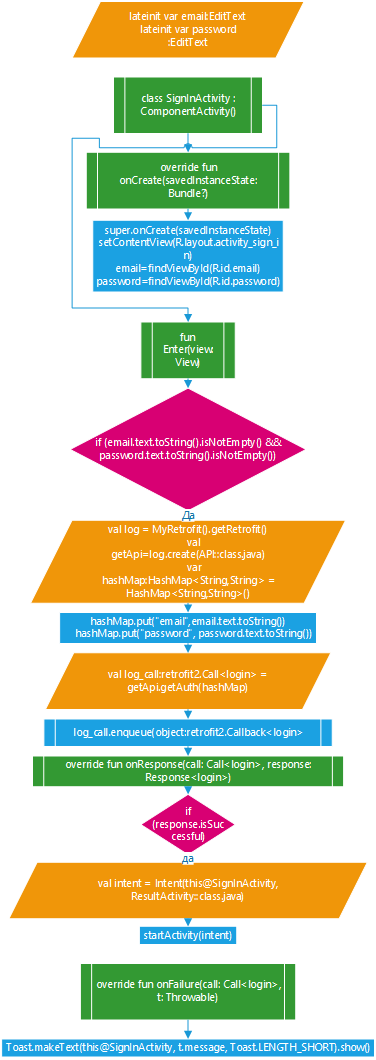 lateinit var email:EditText
lateinit var password
:EditText
class SignInActivity :
ComponentActivity()
override fun
onCreate(savedInstanceState:
Bundle?)
super.onCreate(savedInstanceState)
setContentView(R.layout.activity_sign_i
n)
email=findViewById(R.id.email)
password=findViewById(R.id.password)
fun
Enter(view:
View)
if (email.text.toString().isNotEmpty() &&
password.text.toString().isNotEmpty())
Да
val log = MyRetrofit().getRetrofit()
val
getApi=log.create(API::class.java)
var
hashMap:HashMap<String,String> =
HashMap<String,String>()
hashMap.put("email",email.text.toString())
hashMap.put("password", password.text.toString())
val log_call:retrofit2.Call<login> =
getApi.getAuth(hashMap)
log_call.enqueue(object:retrofit2.Callback<login>
override fun onResponse(call: Call<login>, response:
Response<login>)
if
(response.isSuc
cessful)
да
val intent = Intent(this@SignInActivity,
ResultActivity::class.java)
startActivity(intent)
override fun onFailure(call: Call<login>,
t: Throwable)
Toast.makeText(this@SignInActivity, t.message, Toast.LENGTH_SHORT).show()